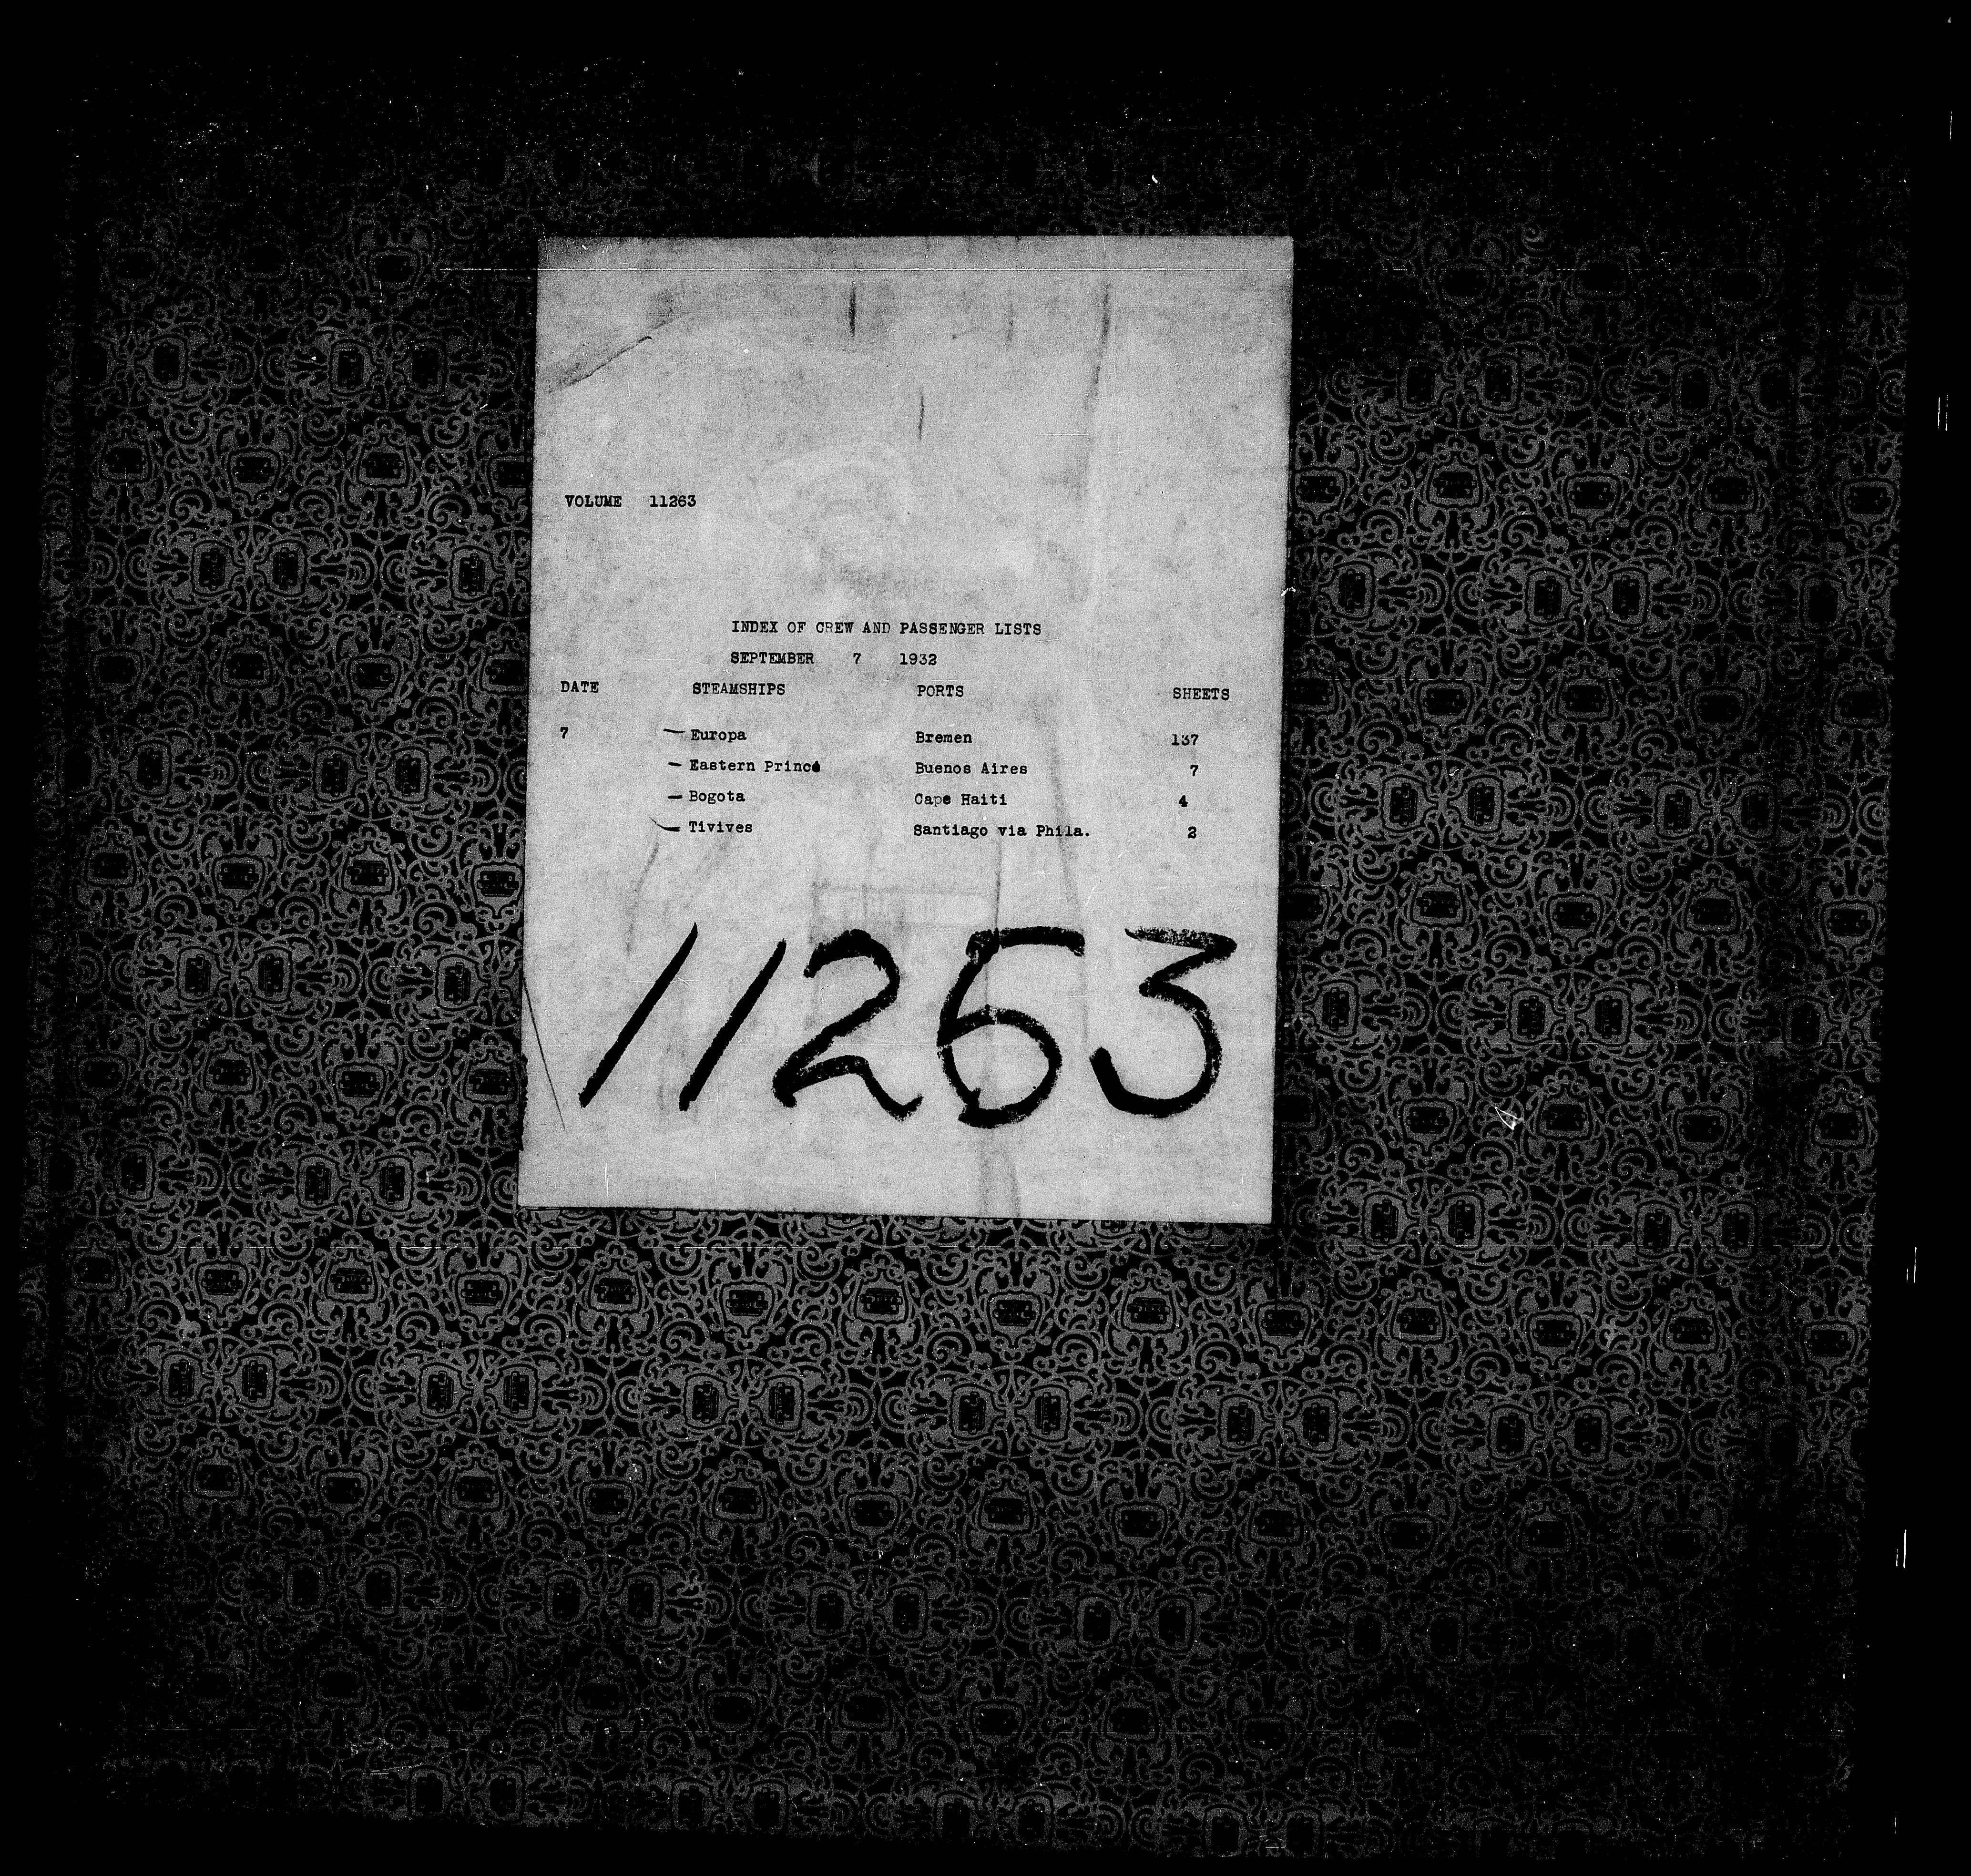 VOLUME 11263
INDEX OF CREW AND PASSENGER LISTS
SEPTEMBER 7 1932
DATE STEAMSHIPS PORTS SHEETS
7 — Europa Bremen 137
— Eastern Prince Buenos Aires 7
— Bogota Cape Haiti 4
— Tivives Santiago via Phila. 2
11263